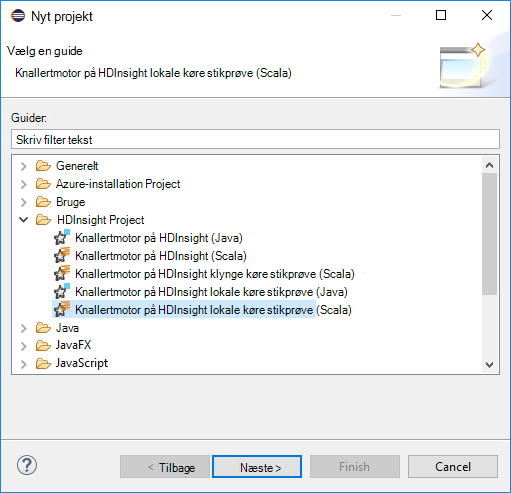 Nyt projekt
Vælg en guide
Knallertmotor på HDInsight lokale køre stikprøve (Scala)
Guider:
Skriv filter tekst
Generelt
Azure-installation Project
Bruge
HDInsight Project
Knallertmotor på HDInsight (Java)
Knallertmotor på HDInsight (Scala)
Knallertmotor på HDInsight klynge køre stikprøve (Scala)
Knallertmotor på HDInsight lokale køre stikprøve (Java)
Knallertmotor på HDInsight lokale køre stikprøve (Scala)
Java
JavaFX
JavaScript
? < Tilbage Næste > Finish Cancel